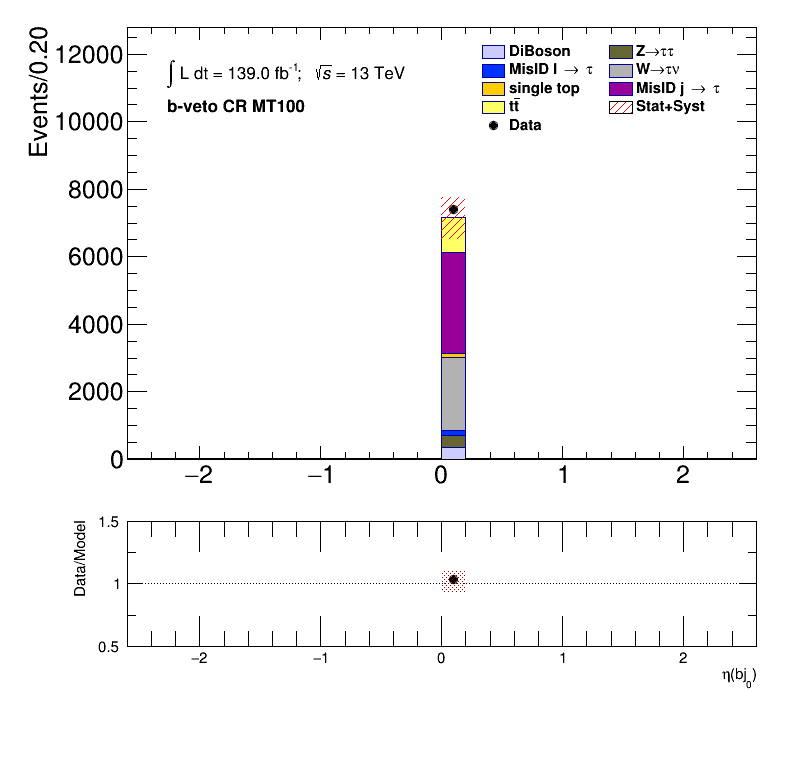 Events/0.20
12000
10000
8000
6000
4000
2000
0
∫ L dt = 139.0 fb⁻¹; √s = 13 TeV
b-veto CR MT100
DiBoson
MisID l → τ
single top
tt̄
Data
Z→ττ
W→τν
MisID j → τ
Stat+Syst
−2 −1 0 1 2
Data/Model
1.5
1
0.5
−2 −1 0 1 2
η(bj₀)